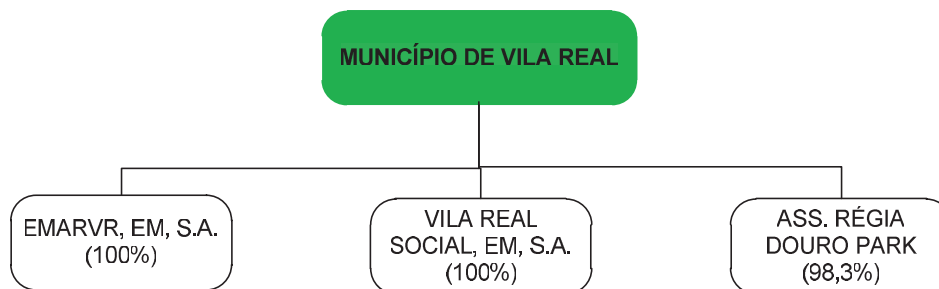 MUNICÍPIO DE VILA REAL
EMARVR, EM, S.A.
(100%)
VILA REAL
SOCIAL, EM, S.A.
(100%)
ASS. RÉGIA
DOURO PARK
(98,3%)